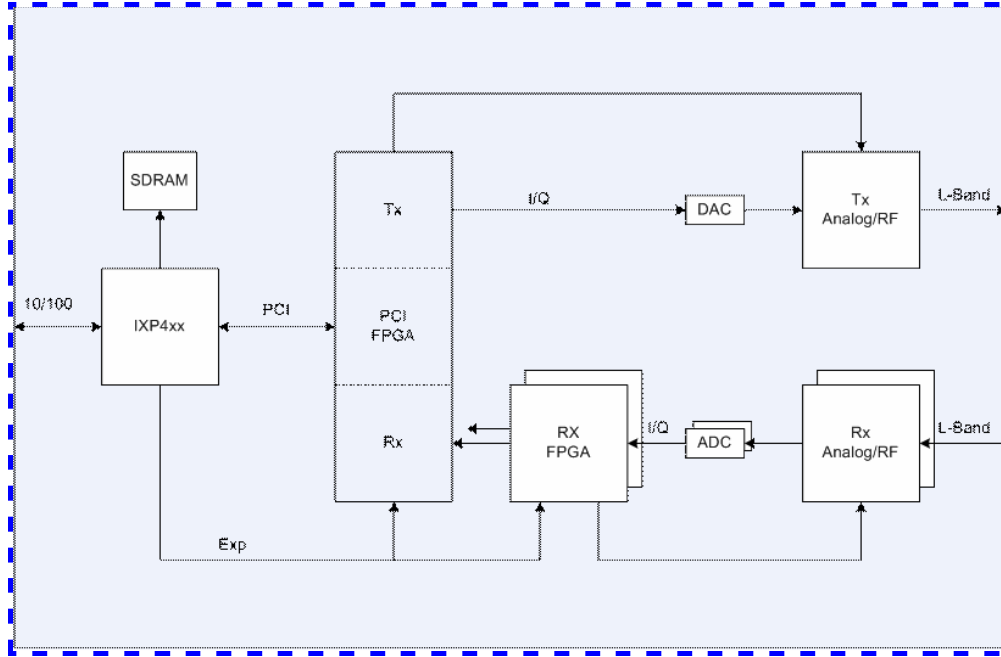 SDRAM
Tx
I/Q
DAC
Tx
Analog/RF
L-Band
10/100
IXP4xx
PCI
PCI
FPGA
Rx
RX
FPGA
I/Q
ADC
Rx
Analog/RF
L-Band
Exp